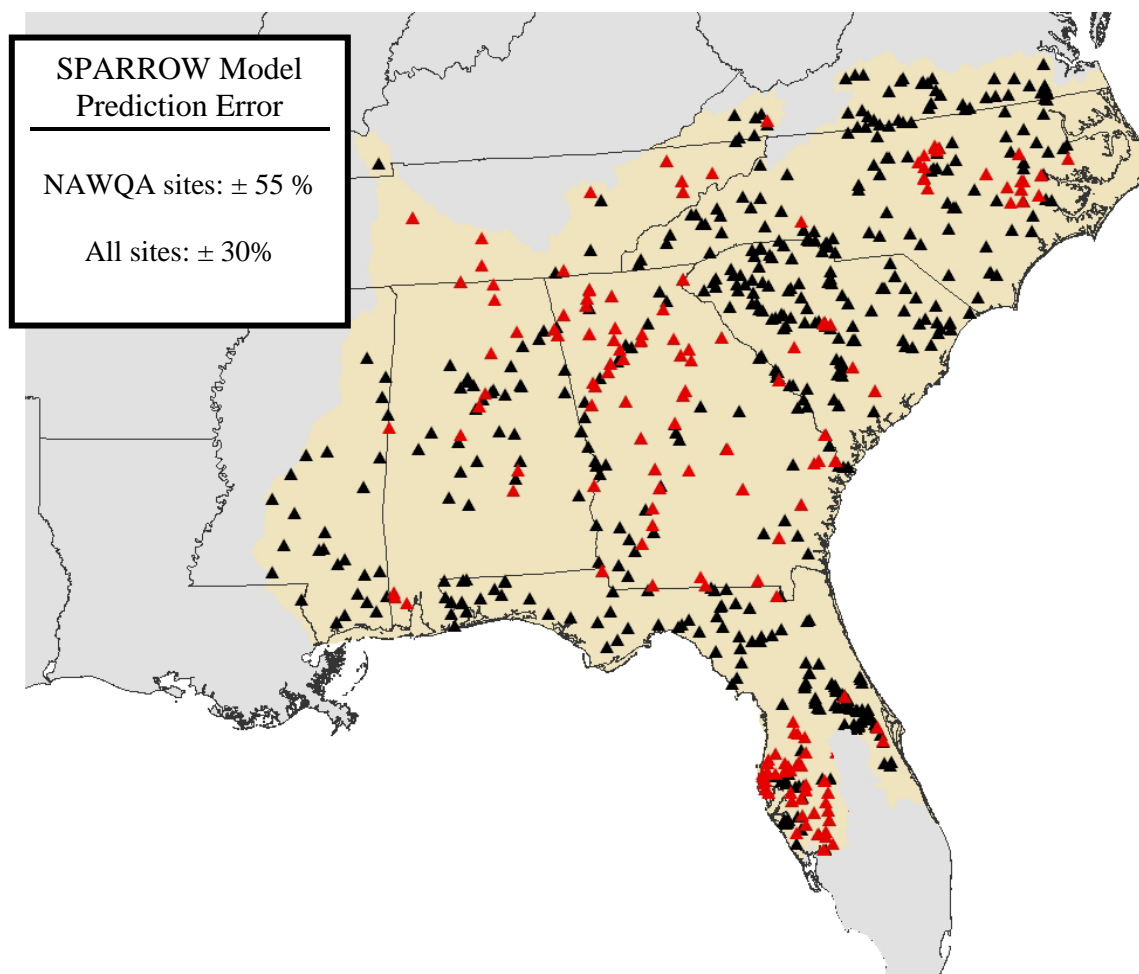 SPARROW Model
Prediction Error
NAWQA sites: ± 55 %
All sites: ± 30%